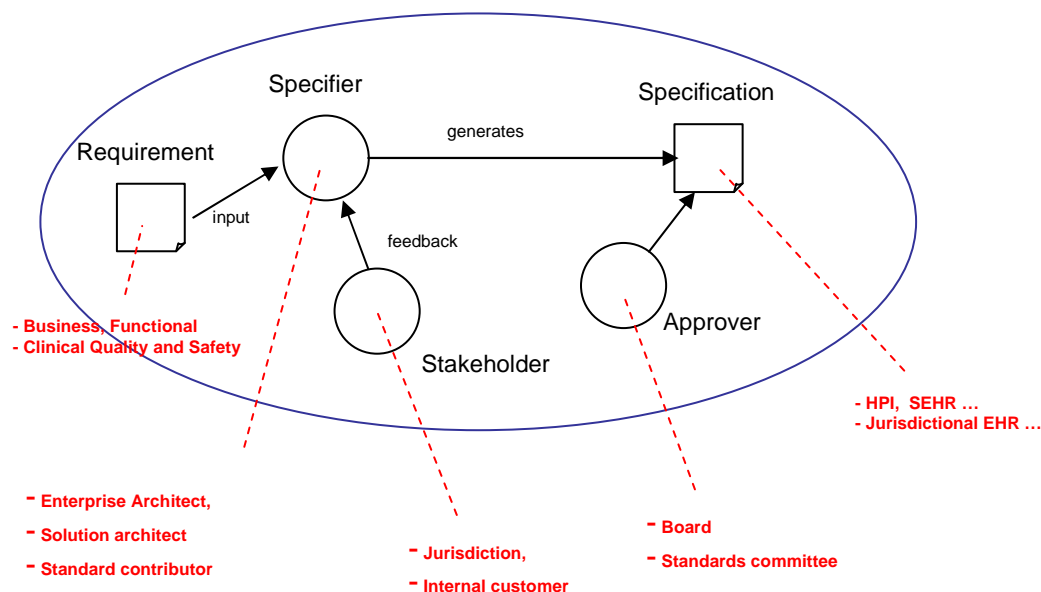 Specifier
Specification
generates
Requirement
input
feedback
- Business, Functional
- Clinical Quality and Safety
Approver
Stakeholder
- HPI, SEHR …
- Jurisdictional EHR …
- Enterprise Architect,
- Solution architect
- Standard contributor
- Jurisdiction,
- Internal customer
- Board
- Standards committee